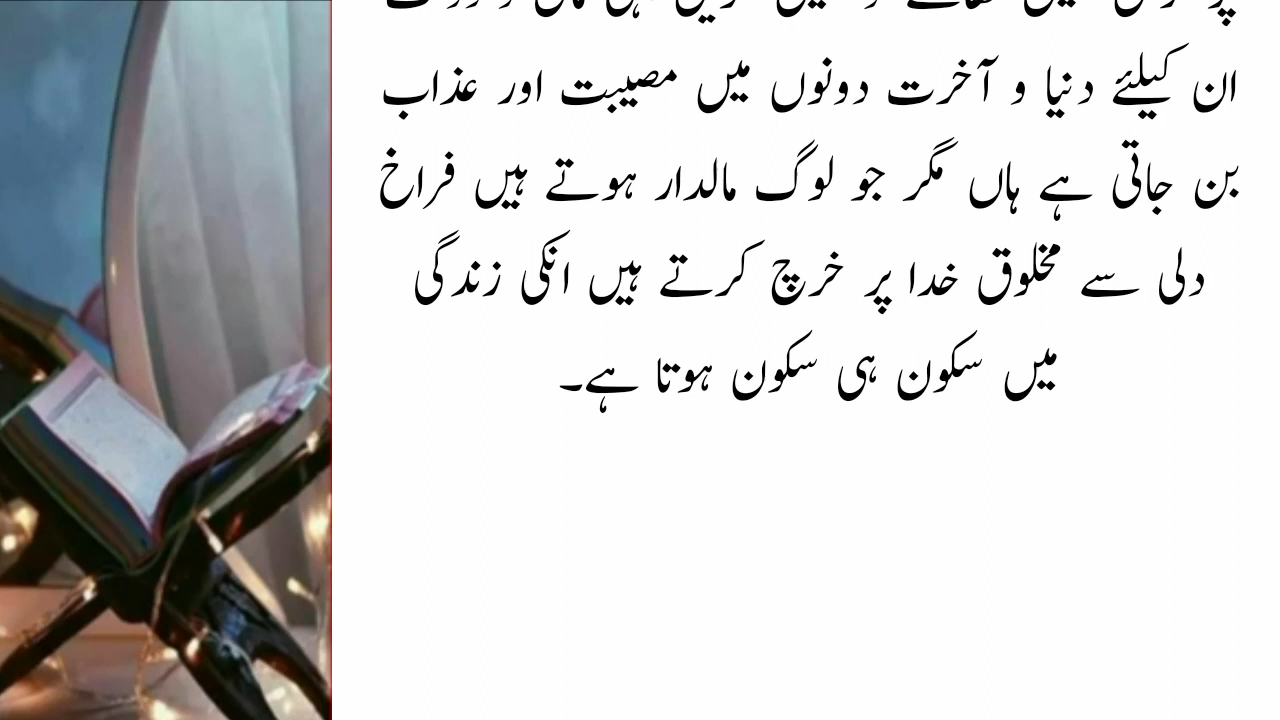 ان کیلئے دنیا و آخرت دونوں میں مصیبت اور عذاب
بن جاتی ہے ہاں مگر جو لوگ مالدار ہوتے ہیں فراخ
دلی سے مخلوق خدا پر خرچ کرتے ہیں انکی زندگی
میں سکون ہی سکون ہوتا ہے۔